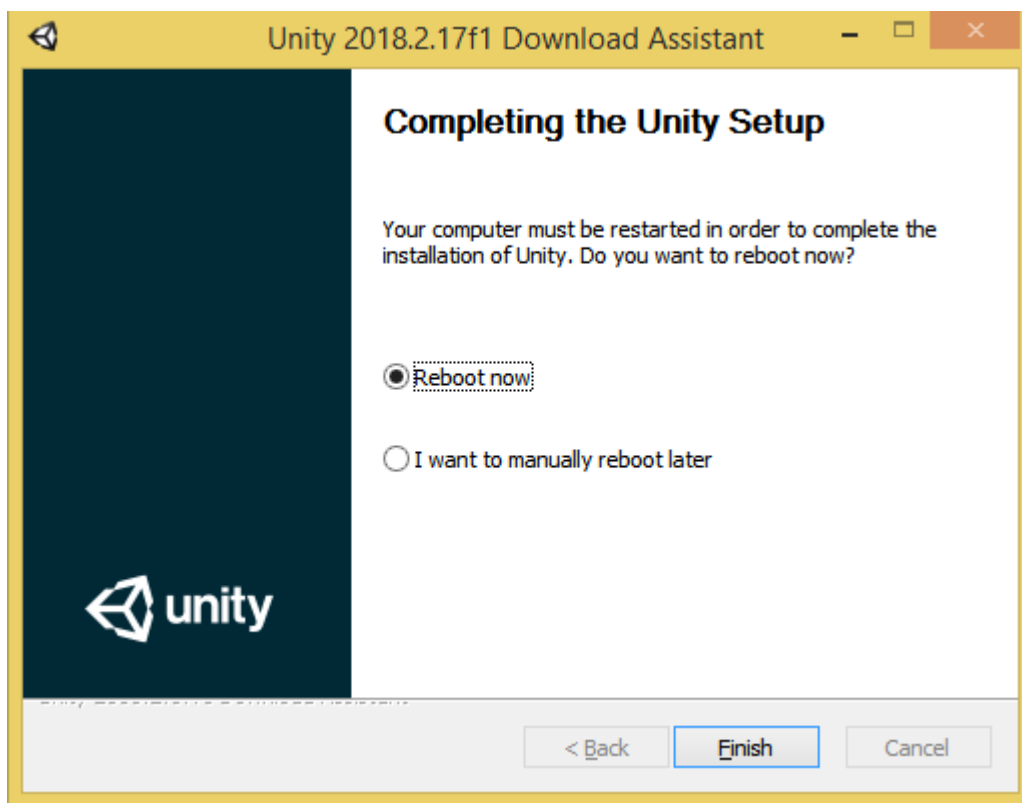 Unity 2018.2.17f1 Download Assistant
Completing the Unity Setup
Your computer must be restarted in order to complete the
installation of Unity. Do you want to reboot now?
Reboot now
I want to manually reboot later
unity
< Back
Finish
Cancel